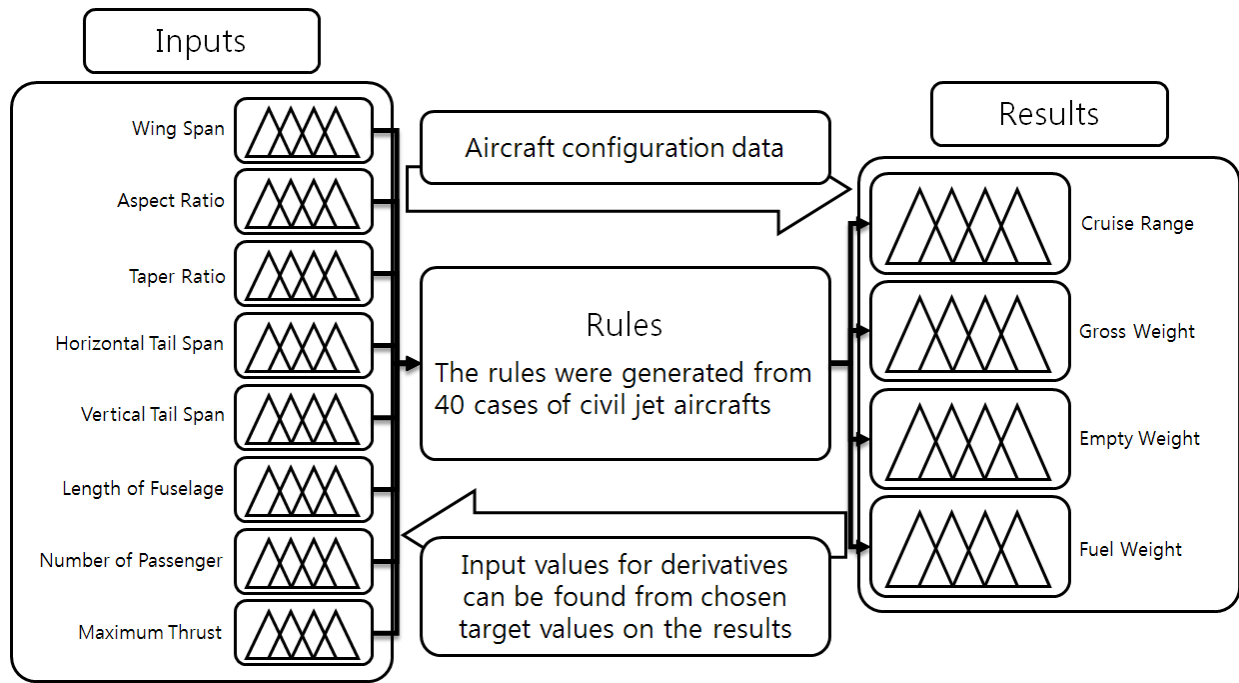 Inputs
Wing Span
Aspect Ratio
Taper Ratio
Horizontal Tail Span
Vertical Tail Span
Length of Fuselage
Number of Passenger
Maximum Thrust
Aircraft configuration data
Rules
The rules were generated from
40 cases of civil jet aircrafts
Input values for derivatives
can be found from chosen
target values on the results
Results
Cruise Range
Gross Weight
Empty Weight
Fuel Weight